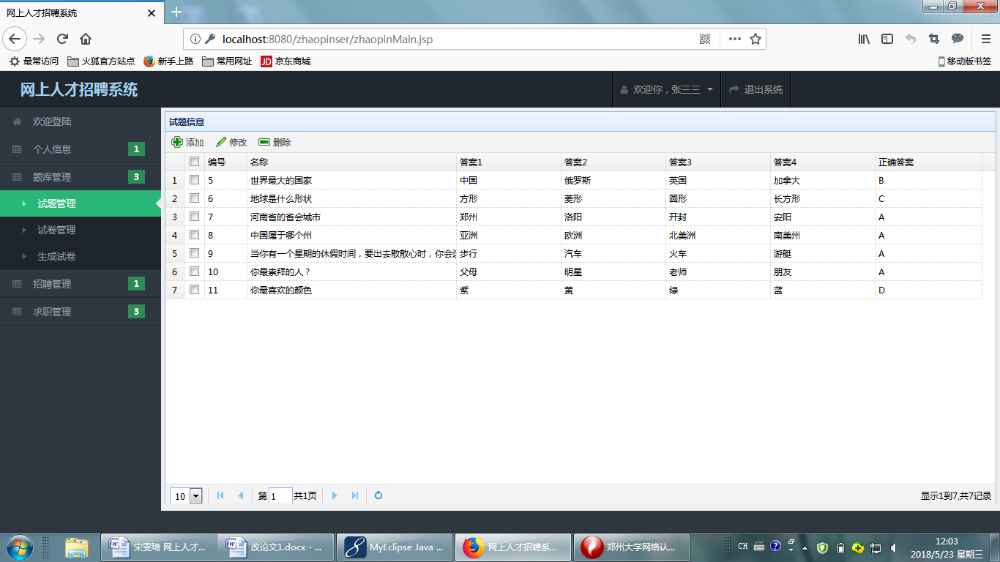 网上人才招聘系统
localhost:8080/zhaopinser/zhaopinMain.jsp
最常访问 火狐官方站点 新手上路 常用网址 JD 京东商城 移动版书签
网上人才招聘系统 欢迎你，张三三 退出系统
欢迎登陆
个人信息 1
题库管理 3
试题管理
试卷管理
生成试卷
招聘管理 1
求职管理 3
试题信息
添加 修改 删除
编号 名称 答案1 答案2 答案3 答案4 正确答案
1 5 世界最大的国家 中国 俄罗斯 英国 加拿大 B
2 6 地球是什么形状 方形 菱形 圆形 长方形 C
3 7 河南省的省会城市 郑州 洛阳 开封 安阳 A
4 8 中国属于哪个州 亚洲 欧洲 北美洲 南美州 A
5 9 当你有一个星期的休假时间，要出去散散心时，你会 步行 汽车 火车 游艇 A
6 10 你最崇拜的人？ 父母 明星 老师 朋友 A
7 11 你最喜欢的颜色 紫 黄 绿 蓝 D
10 第 1 共1页 显示1到7,共7记录
宋雯琦 网上人才... 改论文1.docx - ... MyEclipse Java ... 网上人才招聘系... 郑州大学网络认... CH 12:03
2018/5/23 星期三